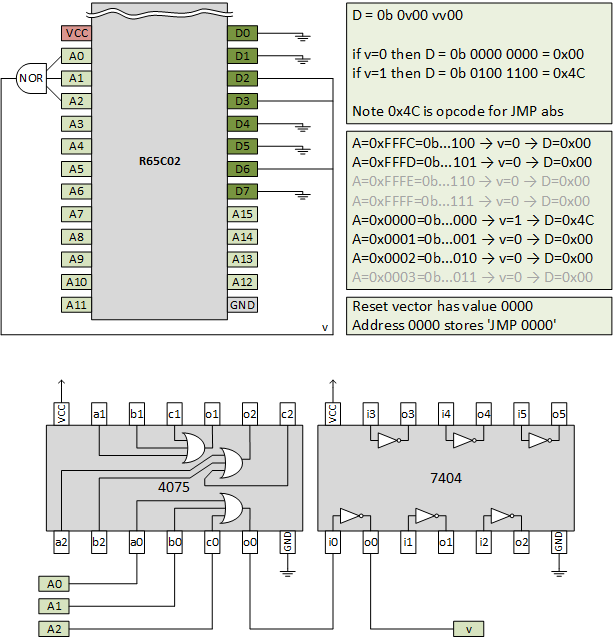 D = 0b 0v00 vv00
if v=0 then D = 0b 0000 0000 = 0x00
if v=1 then D = 0b 0100 1100 = 0x4C
Note 0x4C is opcode for JMP abs
A=0xFFFC=0b...100 → v=0 → D=0x00
A=0xFFFD=0b...101 → v=0 → D=0x00
A=0xFFFE=0b...110 → v=0 → D=0x00
A=0xFFFF=0b...111 → v=0 → D=0x00
A=0x0000=0b...000 → v=1 → D=0x4C
A=0x0001=0b...001 → v=0 → D=0x00
A=0x0002=0b...010 → v=0 → D=0x00
A=0x0003=0b...011 → v=0 → D=0x00
Reset vector has value 0000
Address 0000 stores 'JMP 0000'
VCC D0
A0 D1
NOR A1 D2
A2 D3
A3 D4
A4 D5
R65C02
A5 D6
A6 D7
A7 A15
A8 A14
A9 A13
A10 A12
A11 GND
v
VCC a1 b1 c1 o1 o2 c2 VCC i3 o3 i4 o4 i5 o5
4075 7404
a2 b2 a0 b0 c0 o0 GND i0 o0 i1 o1 i2 o2 GND
A0
A1
A2 v